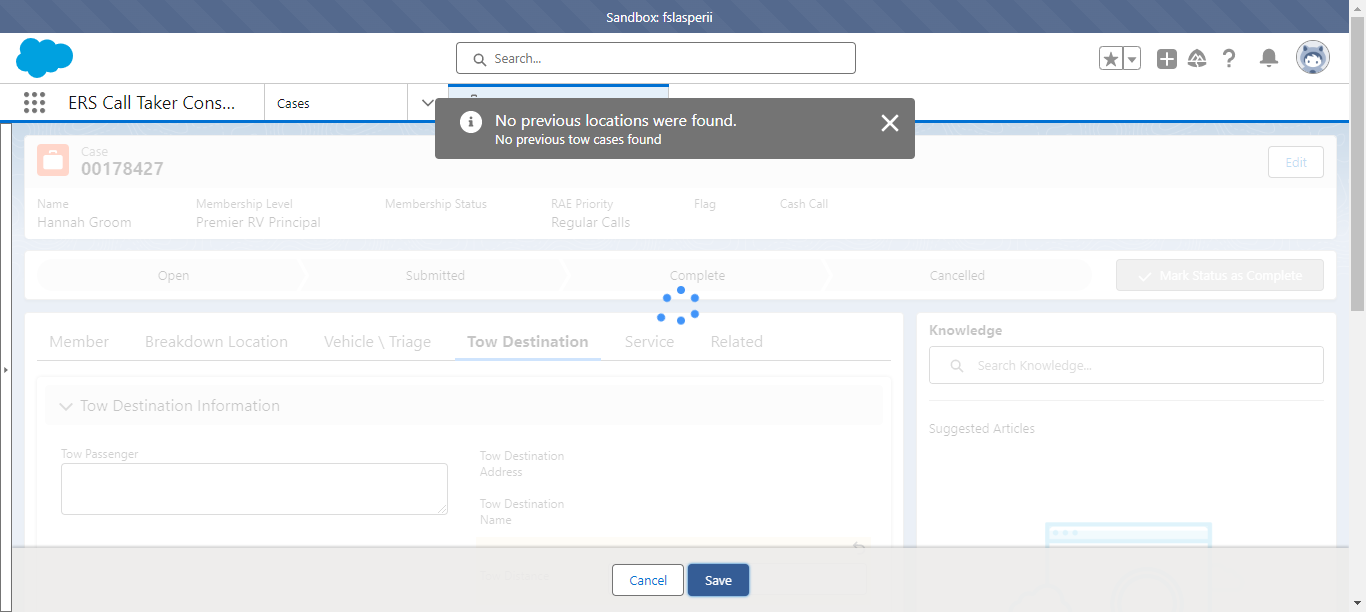 Sandbox: fslasperii
Search...
ERS Call Taker Cons...
Cases
No previous locations were found.
No previous tow cases found
Case
00178427
Edit
Name
Membership Level
Membership Status
RAE Priority
Flag
Cash Call
Hannah Groom
Premier RV Principal
Regular Calls
Open
Submitted
Complete
Cancelled
Mark Status as Complete
Member
Breakdown Location
Vehicle \ Triage
Tow Destination
Service
Related
Knowledge
Search Knowledge...
Tow Destination Information
Suggested Articles
Tow Passenger
Tow Destination
Address
Tow Destination
Name
Cancel
Save